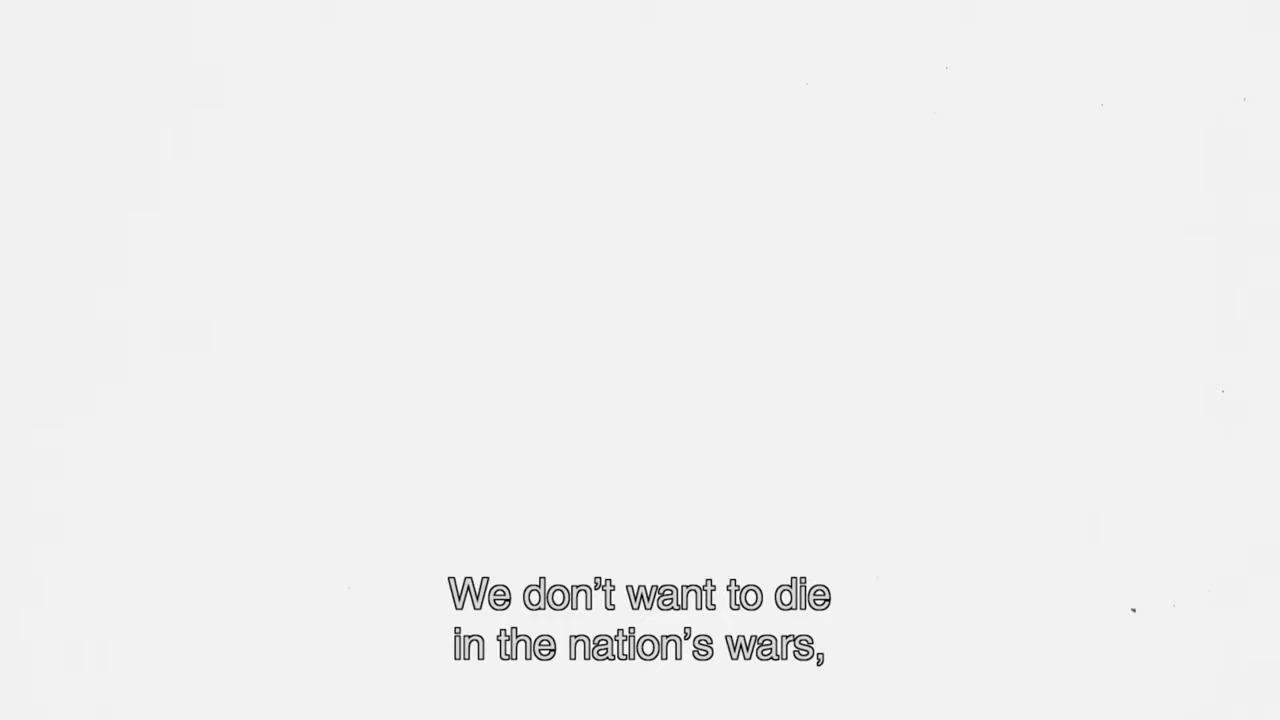 We don’t want to die
in the nation’s wars,